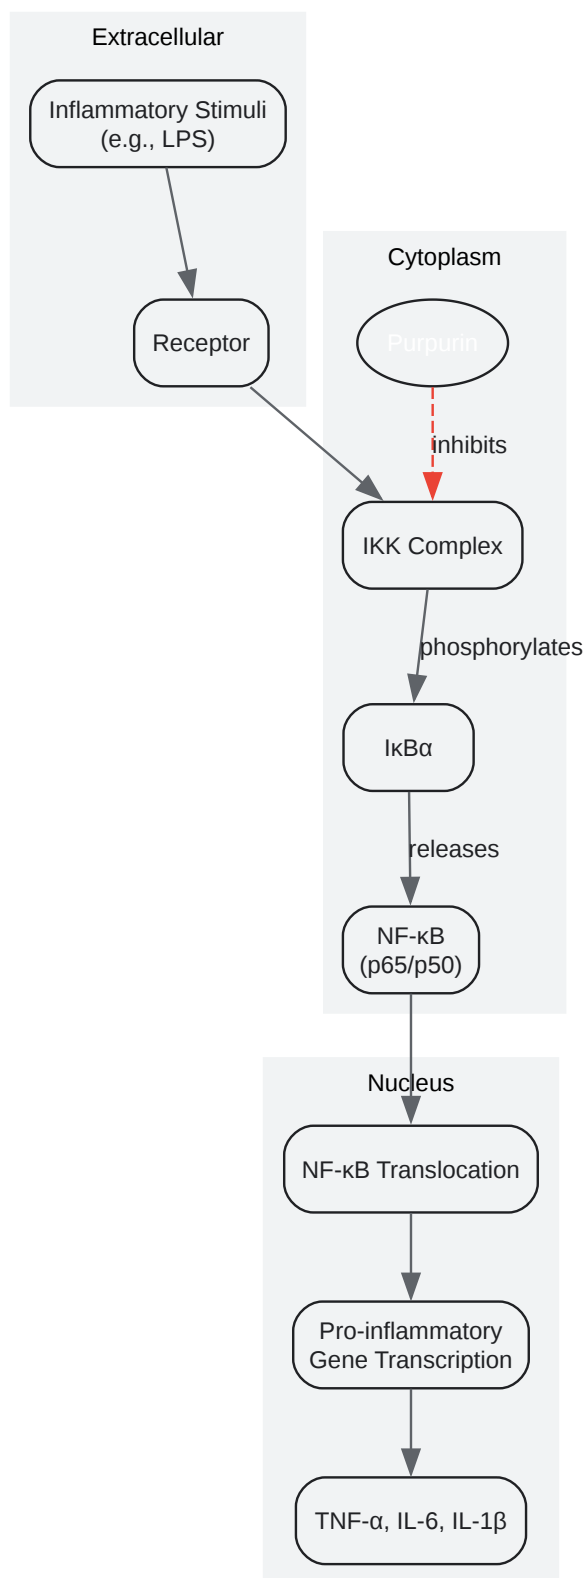 Extracellular
Inflammatory Stimuli
(e.g., LPS)
Receptor
Cytoplasm
Purpurin
inhibits
IKK Complex
phosphorylates
IκBα
releases
NF-κB
(p65/p50)
Nucleus
NF-κB Translocation
Pro-inflammatory
Gene Transcription
TNF-α, IL-6, IL-1β